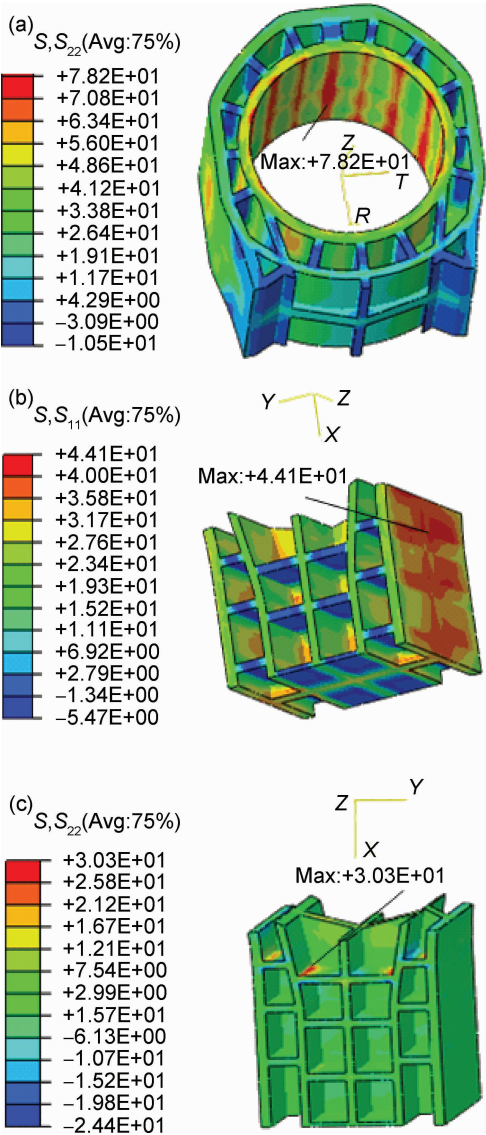 (a)
S,S22(Avg:75%)
+7.82E+01
+7.08E+01
+6.34E+01
+5.60E+01
+4.86E+01
+4.12E+01
+3.38E+01
+2.64E+01
+1.91E+01
+1.17E+01
+4.29E+00
−3.09E+00
−1.05E+01
Z
Max:+7.82E+01
T
R
(b)
S,S11(Avg:75%)
+4.41E+01
+4.00E+01
+3.58E+01
+3.17E+01
+2.76E+01
+2.34E+01
+1.93E+01
+1.52E+01
+1.11E+01
+6.92E+00
+2.79E+00
−1.34E+00
−5.47E+00
Y
Z
X
Max:+4.41E+01
(c)
S,S22(Avg:75%)
+3.03E+01
+2.58E+01
+2.12E+01
+1.67E+01
+1.21E+01
+7.54E+00
+2.99E+00
+1.57E+01
−6.13E+00
−1.07E+01
−1.52E+01
−1.98E+01
−2.44E+01
Z
Y
X
Max:+3.03E+01